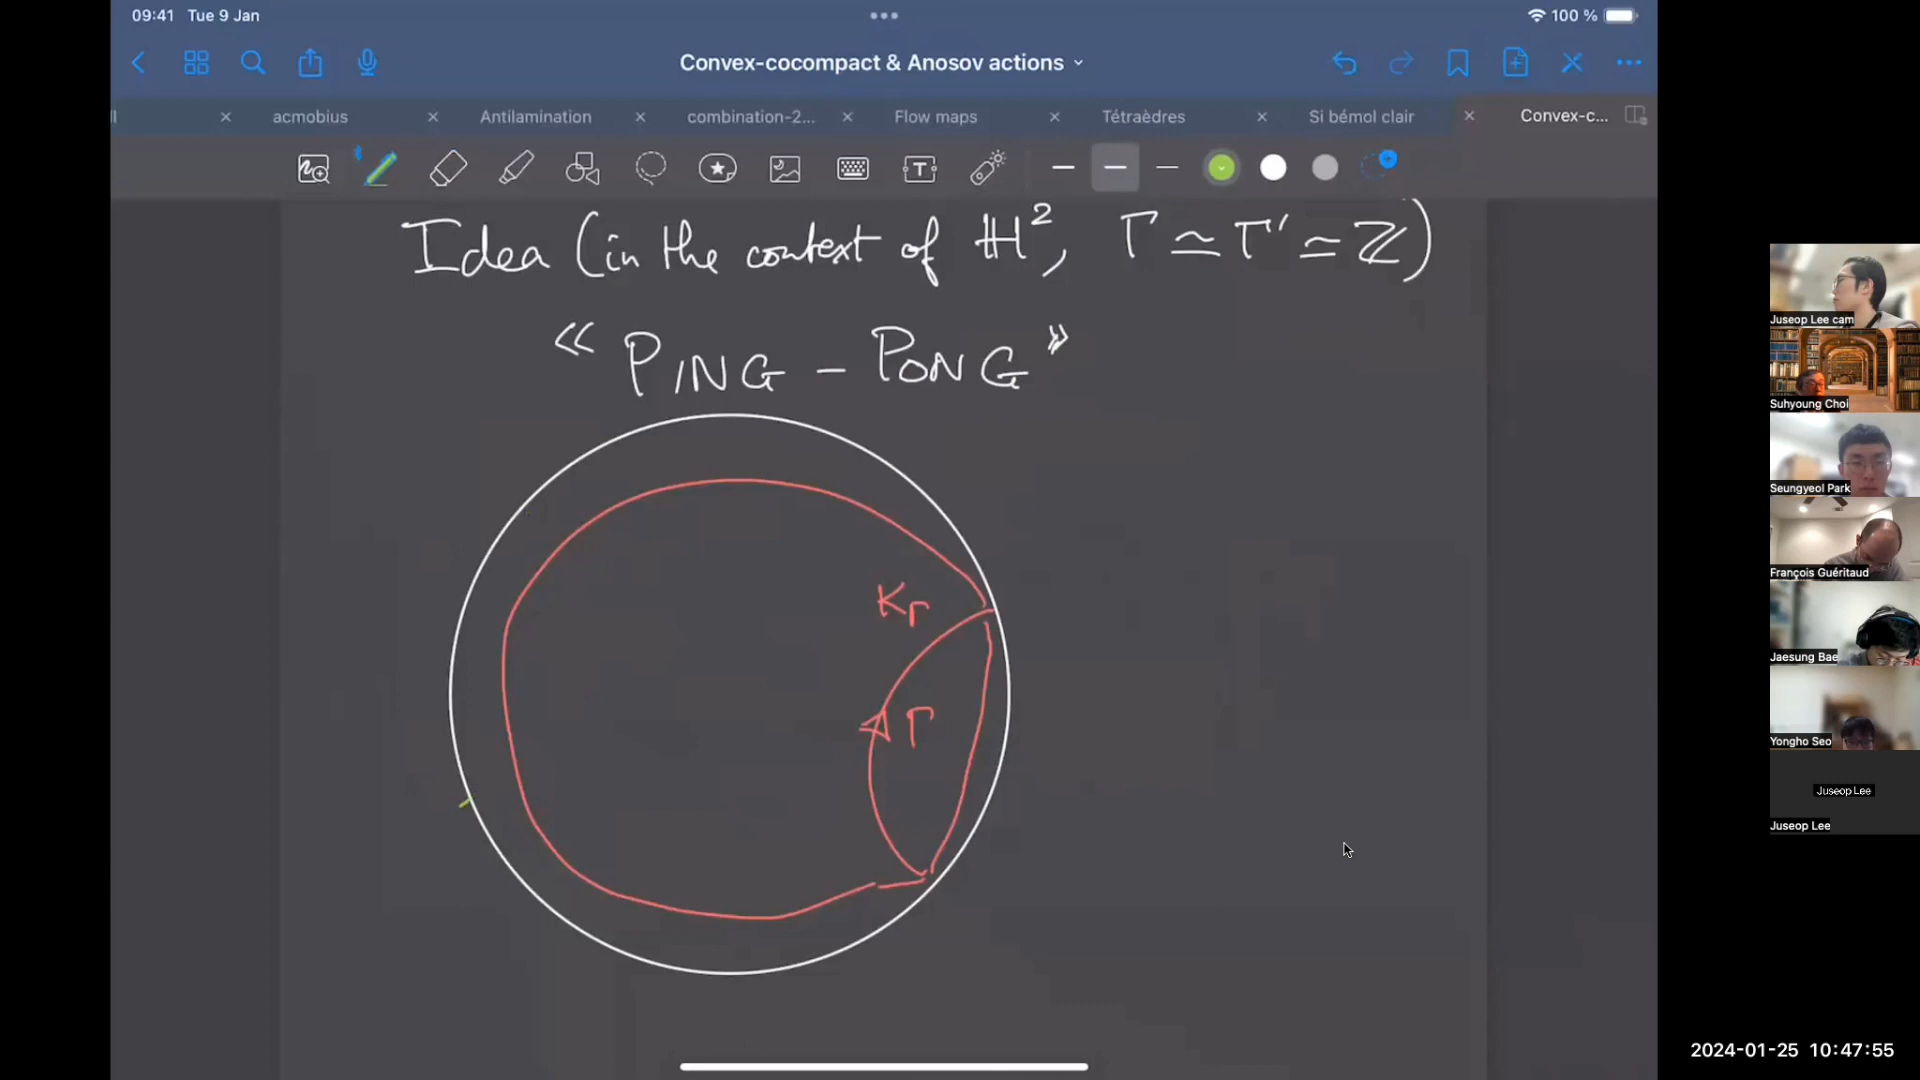 09:41 Tue 9 Jan
100 %
Convex-cocompact & Anosov actions
acmobius
Antilamination
combination-2...
Flow maps
Tétraèdres
Si bémol clair
Convex-c...
Idea (in the context of ℍ², Γ ≃ Γ' ≃ ℤ)
« PING - PONG »
K_Γ
Γ
Juseop Lee cam
Suhyoung Choi
Seungyeol Park
François Guéritaud
Jaesung Bae
Yongho Seo
Juseop Lee
Juseop Lee
2024-01-25 10:47:55